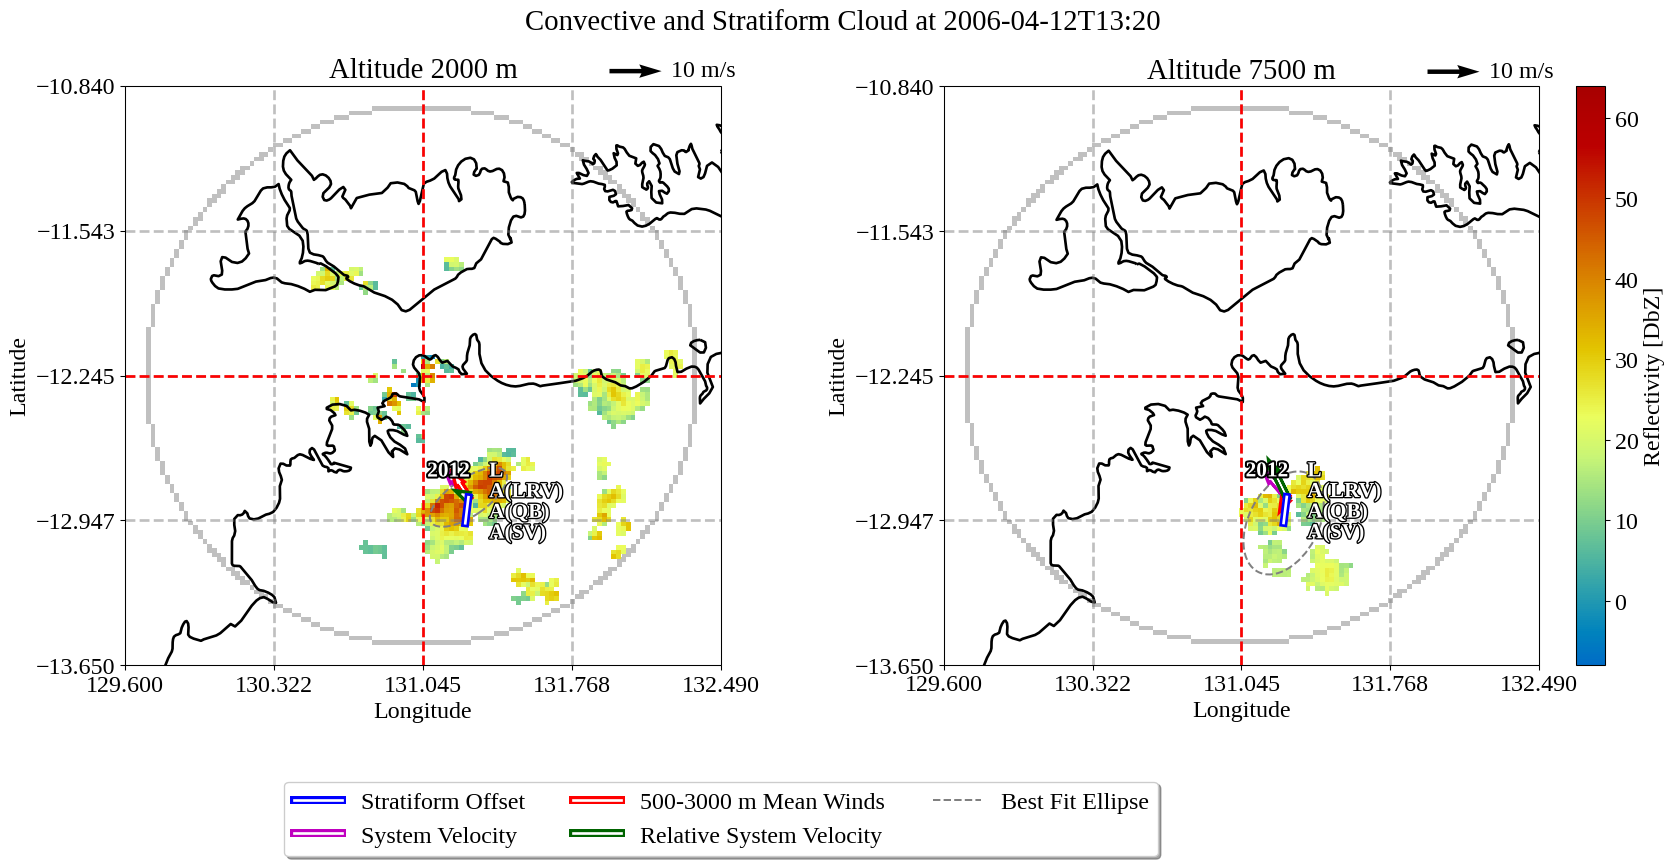 Convective and Stratiform Cloud at 2006-04-12T13:20
Altitude 2000 m
10 m/s
−10.840
−11.543
−12.245
−12.947
−13.650
Latitude
2012
L
A(LRV)
A(QB)
A(SV)
129.600
130.322
131.045
131.768
132.490
Longitude
Altitude 7500 m
10 m/s
−10.840
−11.543
−12.245
−12.947
−13.650
Latitude
2012
L
A(LRV)
A(QB)
A(SV)
129.600
130.322
131.045
131.768
132.490
Longitude
60
50
40
30
20
10
0
Reflectivity [DbZ]
Stratiform Offset
System Velocity
500-3000 m Mean Winds
Relative System Velocity
Best Fit Ellipse